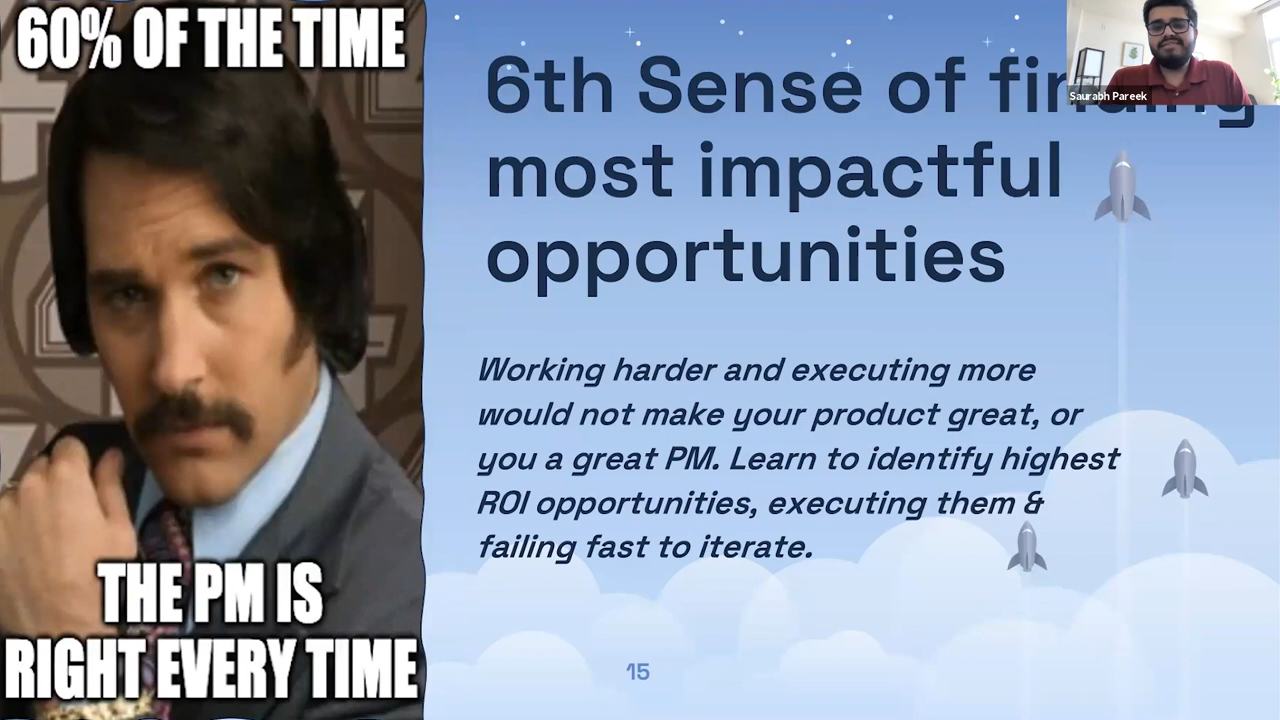 60% OF THE TIME
THE PM IS
RIGHT EVERY TIME
6th Sense of finding
most impactful
opportunities
Saurabh Pareek
Working harder and executing more
would not make your product great, or
you a great PM. Learn to identify highest
ROI opportunities, executing them &
failing fast to iterate.
15